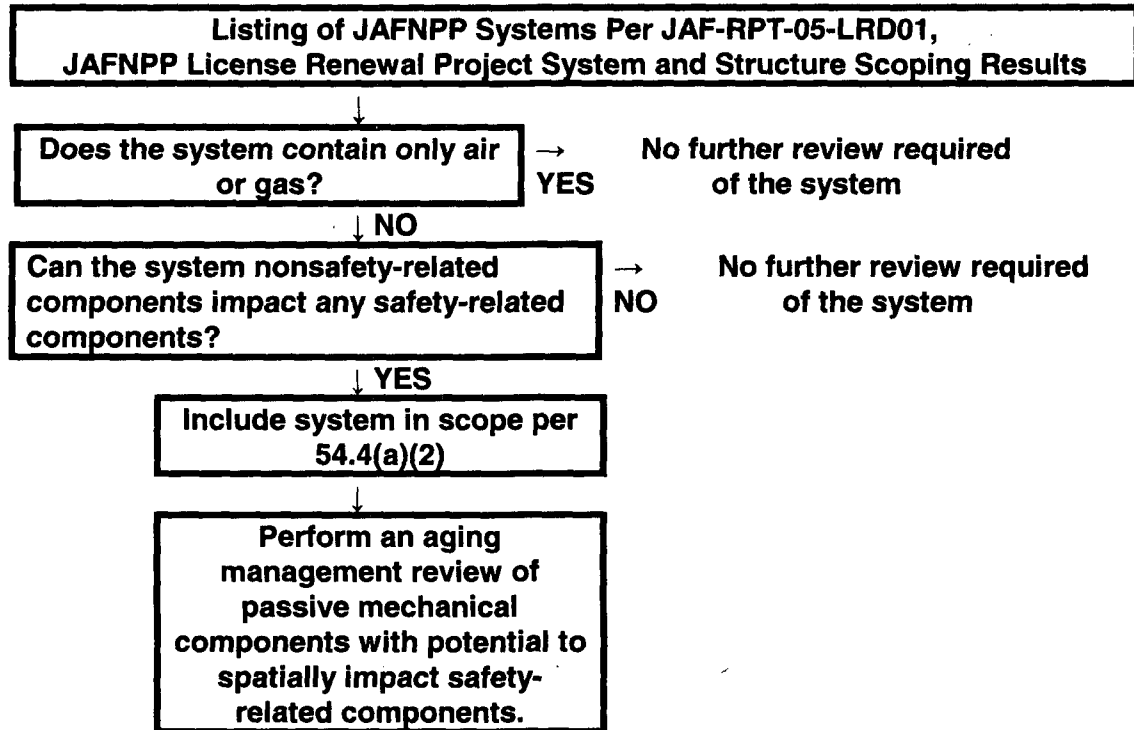 Listing of JAFNPP Systems Per JAF-RPT-05-LRD01,
JAFNPP License Renewal Project System and Structure Scoping Results
↓
Does the system contain only air
or gas?
→
YES
No further review required
of the system
↓ NO
Can the system nonsafety-related
components impact any safety-related
components?
→
NO
No further review required
of the system
↓ YES
Include system in scope per
54.4(a)(2)
↓
Perform an aging
management review of
passive mechanical
components with potential to
spatially impact safety-
related components.